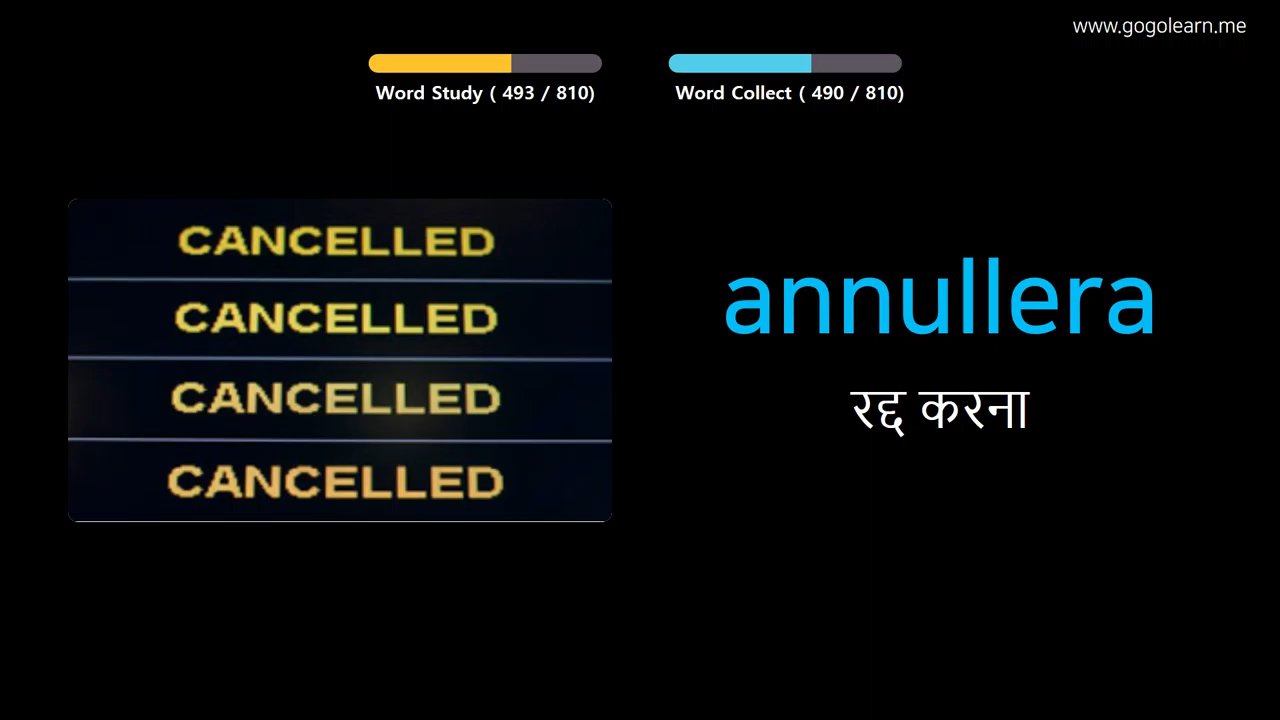 www.gogolearn.me
Word Study ( 493 / 810)
Word Collect ( 490 / 810)
CANCELLED
CANCELLED
CANCELLED
CANCELLED
annullera
रद्द करना